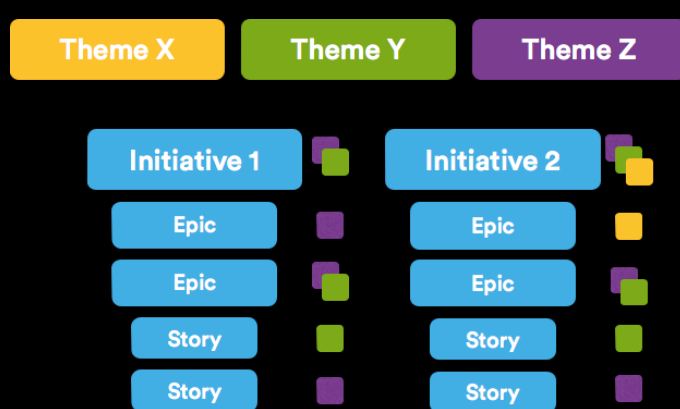 Theme X
Theme Y
Theme Z
Initiative 1
Initiative 2
Epic
Epic
Epic
Epic
Story
Story
Story
Story